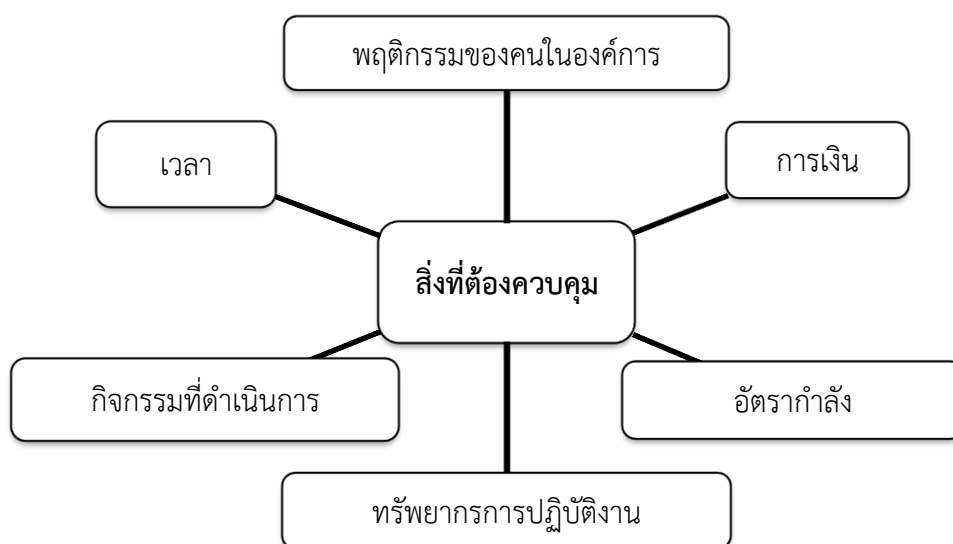 พฤติกรรมของคนในองค์การ
เวลา
การเงิน
สิ่งที่ต้องควบคุม
กิจกรรมที่ดำเนินการ
อัตรากำลัง
ทรัพยากรการปฏิบัติงาน